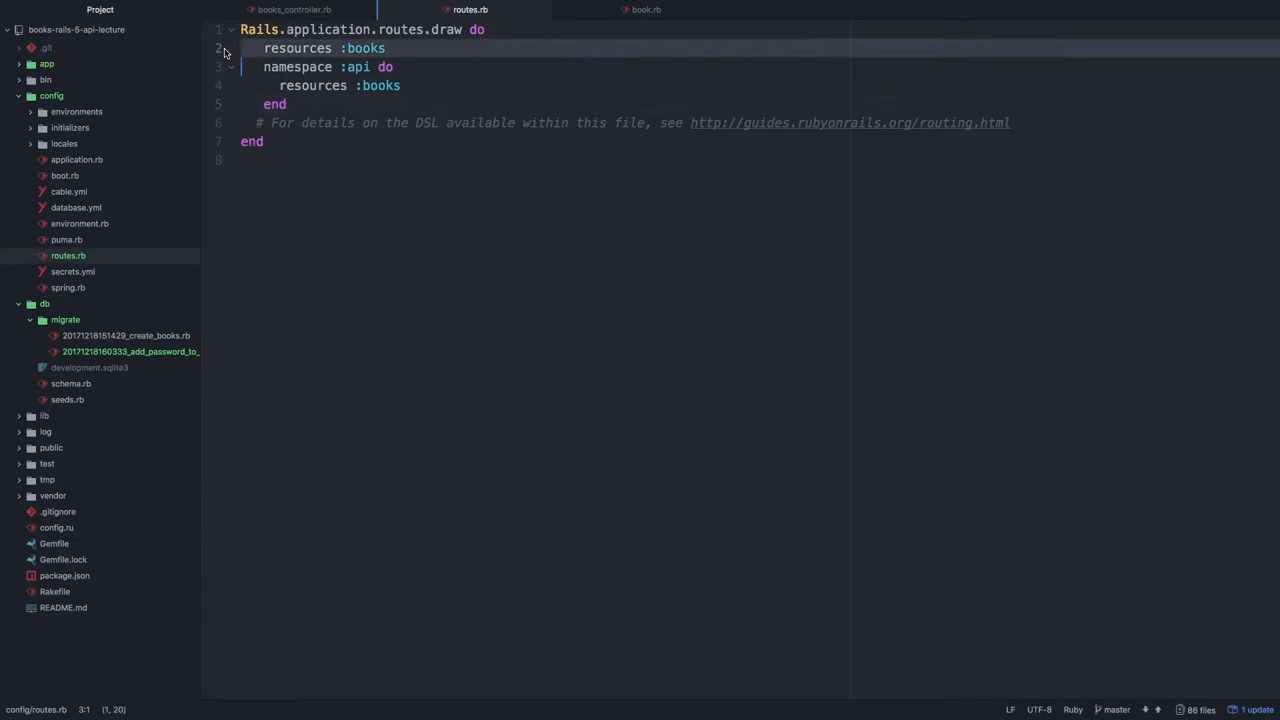 Project
books_controller.rb
routes.rb
book.rb
books-rails-5-api-lecture
.git
app
bin
config
environments
initializers
locales
application.rb
boot.rb
cable.yml
database.yml
environment.rb
puma.rb
routes.rb
secrets.yml
spring.rb
db
migrate
20171218151429_create_books.rb
20171218160333_add_password_to_
development.sqlite3
schema.rb
seeds.rb
lib
log
public
test
tmp
vendor
.gitignore
config.ru
Gemfile
Gemfile.lock
package.json
Rakefile
README.md
1 Rails.application.routes.draw do
2 resources :books
3 namespace :api do
4 resources :books
5 end
6 # For details on the DSL available within this file, see http://guides.rubyonrails.org/routing.html
7 end
8
config/routes.rb 3:1 (1, 20) LF UTF-8 Ruby master 86 files 1 update